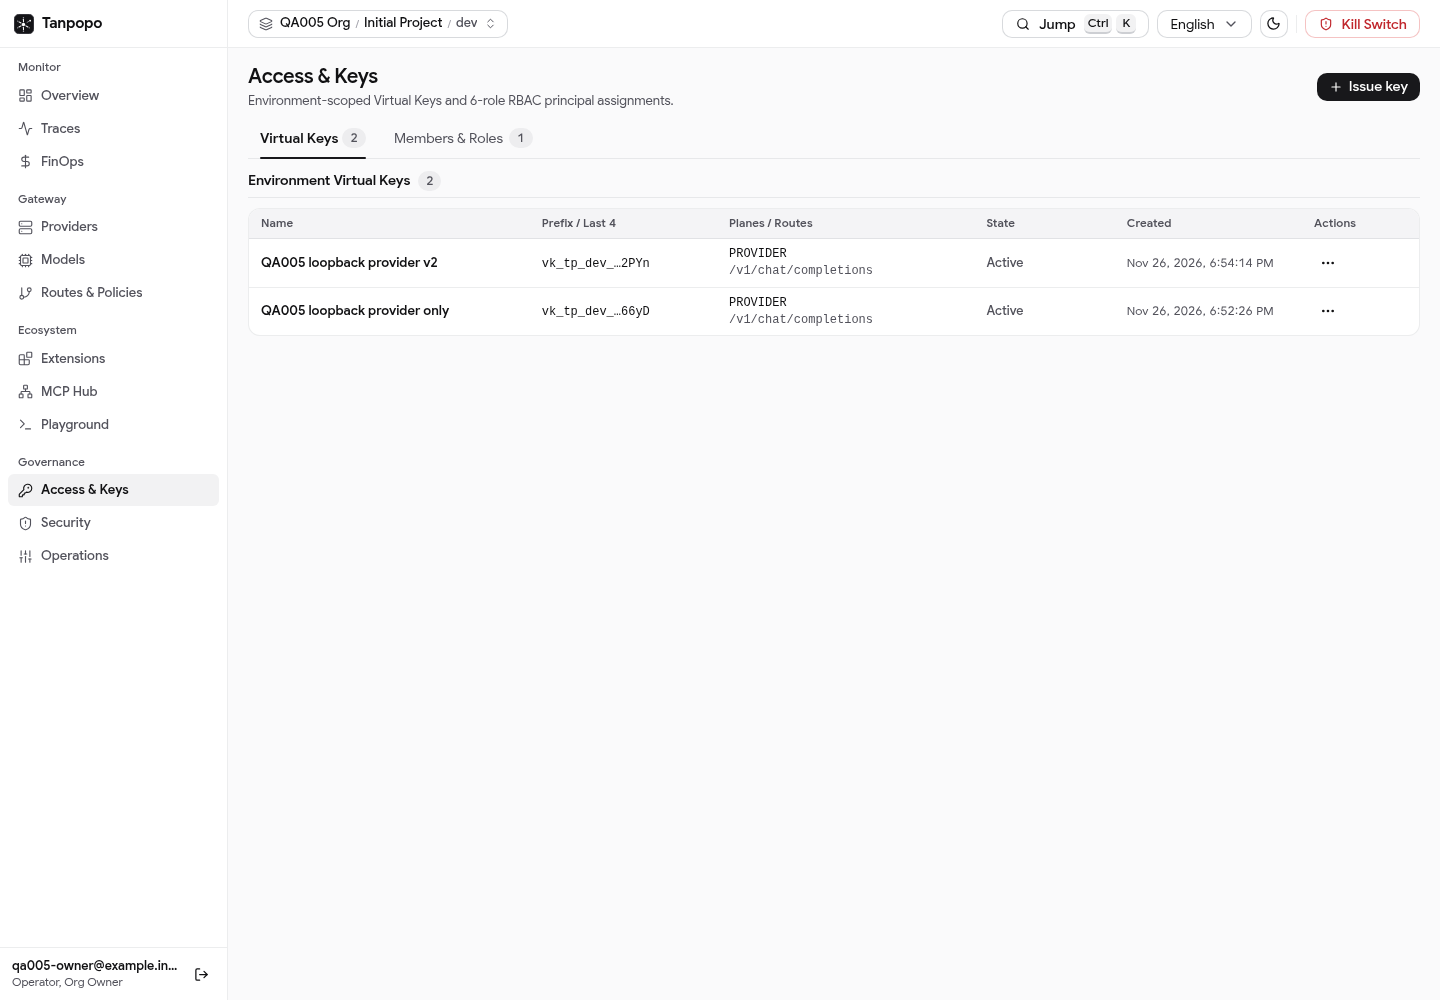 Tanpopo
QA005 Org / Initial Project / dev
Jump Ctrl K
English
Kill Switch
Monitor
Overview
Traces
FinOps
Gateway
Providers
Models
Routes & Policies
Ecosystem
Extensions
MCP Hub
Playground
Governance
Access & Keys
Security
Operations
qa005-owner@example.in...
Operator, Org Owner
Access & Keys
Environment-scoped Virtual Keys and 6-role RBAC principal assignments.
Issue key
Virtual Keys 2
Members & Roles 1
Environment Virtual Keys 2
Name Prefix / Last 4 Planes / Routes State Created Actions
QA005 loopback provider v2 vk_tp_dev_…2PYn PROVIDER Active Nov 26, 2026, 6:54:14 PM
/v1/chat/completions
QA005 loopback provider only vk_tp_dev_…66yD PROVIDER Active Nov 26, 2026, 6:52:26 PM
/v1/chat/completions